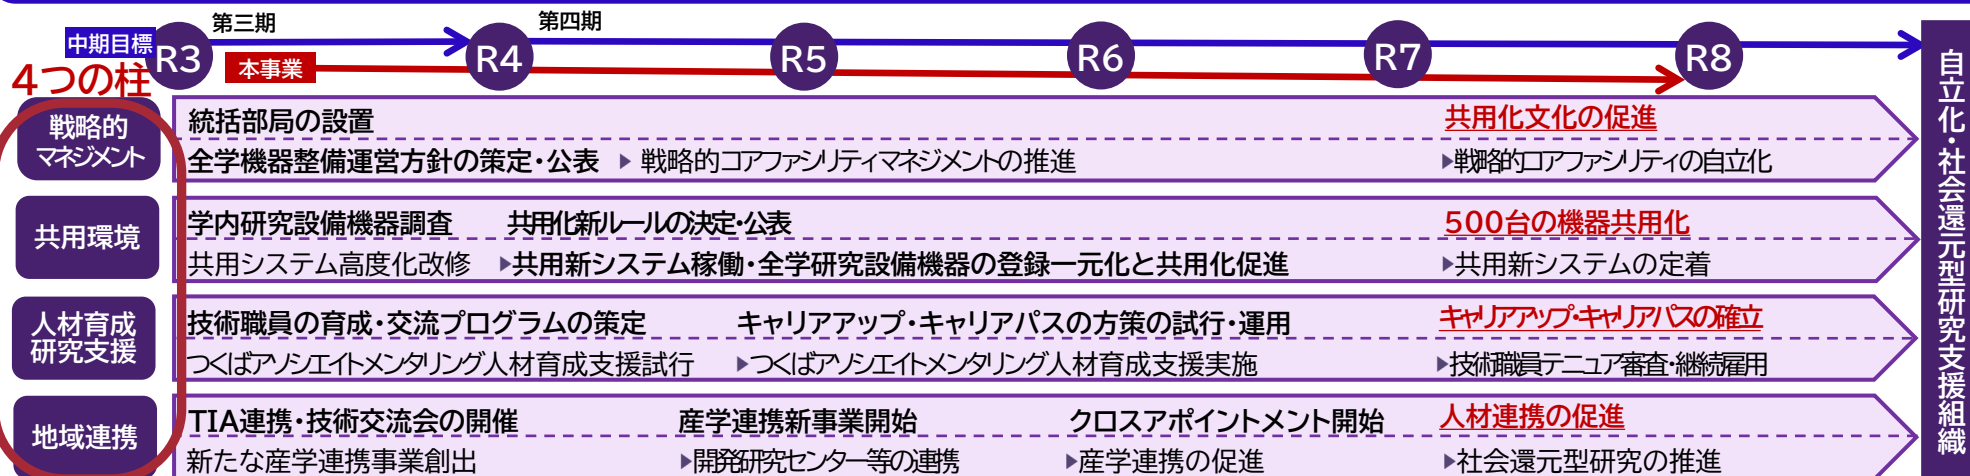 第三期
第四期
中期目標
R3
R4
R5
R6
R7
R8
本事業
4つの柱
戦略的
マネジメント
統括部局の設置
共用化文化の促進
全学機器整備運営方針の策定・公表 ▶ 戦略的コアファシリティマネジメントの推進
▶戦略的コアファシリティの自立化
共用環境
学内研究設備機器調査
共用化新ルールの決定・公表
500台の機器共用化
共用システム高度化改修
▶共用新システム稼働・全学研究設備機器の登録一元化と共用化促進
▶共用新システムの定着
人材育成
研究支援
技術職員の育成・交流プログラムの策定
キャリアアップ・キャリアパスの方策の試行・運用
キャリアアップ・キャリアパスの確立
つくばアソシエイトメンタリング人材育成支援試行
▶つくばアソシエイトメンタリング人材育成支援実施
▶技術職員テニュア審査・継続雇用
地域連携
TIA連携・技術交流会の開催
産学連携新事業開始
クロスアポイントメント開始
人材連携の促進
新たな産学連携事業創出
▶開発研究センター等の連携
▶産学連携の促進
▶社会還元型研究の推進
自立化・社会還元型研究支援組織